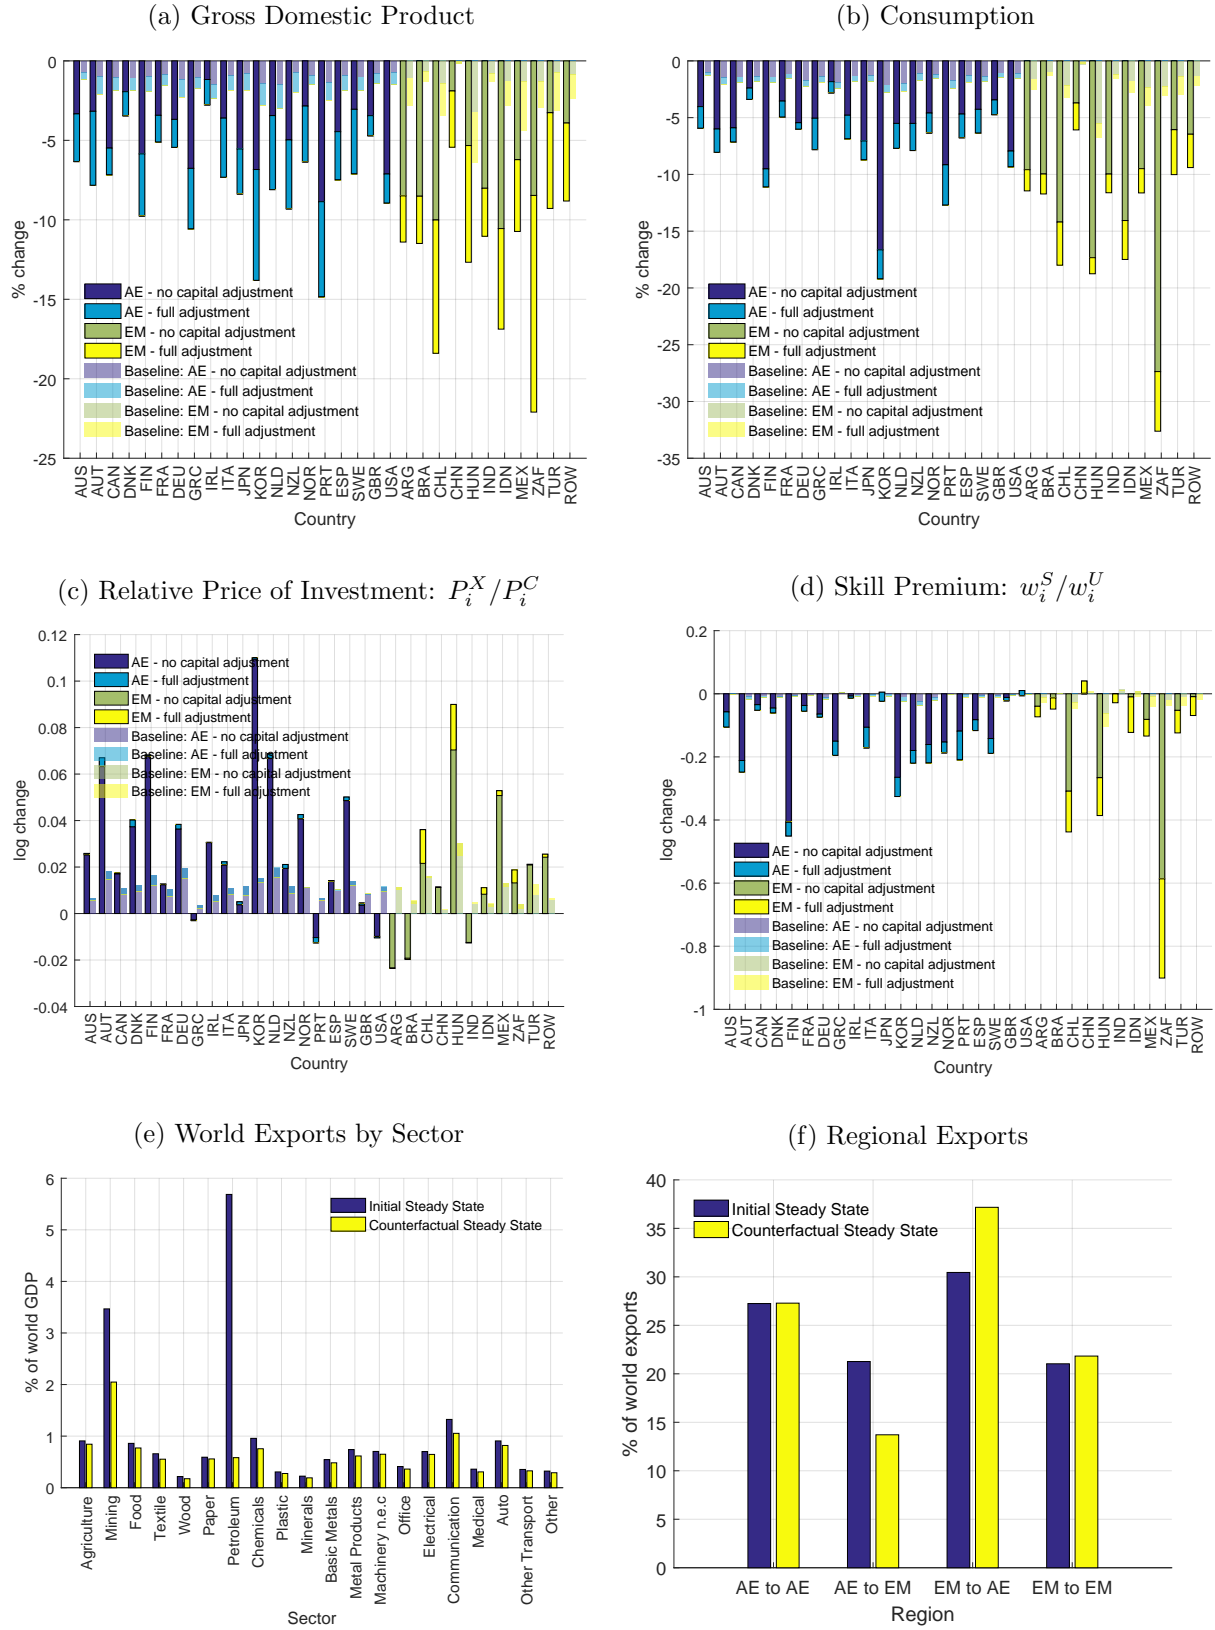 (a) Gross Domestic Product
0
-5
-10
-15
-20
-25
% change
AE - no capital adjustment
AE - full adjustment
EM - no capital adjustment
EM - full adjustment
Baseline: AE - no capital adjustment
Baseline: AE - full adjustment
Baseline: EM - no capital adjustment
Baseline: EM - full adjustment
AUS AUT CAN DNK FIN FRA DEU GRC IRL ITA JPN KOR NLD NZL NOR PRT ESP SWE GBR USA ARG BRA CHL CHN HUN IND IDN MEX ZAF TUR ROW
Country
(b) Consumption
0
-5
-10
-15
-20
-25
-30
-35
% change
AE - no capital adjustment
AE - full adjustment
EM - no capital adjustment
EM - full adjustment
Baseline: AE - no capital adjustment
Baseline: AE - full adjustment
Baseline: EM - no capital adjustment
Baseline: EM - full adjustment
AUS AUT CAN DNK FIN FRA DEU GRC IRL ITA JPN KOR NLD NZL NOR PRT ESP SWE GBR USA ARG BRA CHL CHN HUN IND IDN MEX ZAF TUR ROW
Country
(c) Relative Price of Investment: P_i^X/P_i^C
0.12
0.1
0.08
0.06
0.04
0.02
0
-0.02
-0.04
log change
AE - no capital adjustment
AE - full adjustment
EM - no capital adjustment
EM - full adjustment
Baseline: AE - no capital adjustment
Baseline: AE - full adjustment
Baseline: EM - no capital adjustment
Baseline: EM - full adjustment
AUS AUT CAN DNK FIN FRA DEU GRC IRL ITA JPN KOR NLD NZL NOR PRT ESP SWE GBR USA ARG BRA CHL CHN HUN IND IDN MEX ZAF TUR ROW
Country
(d) Skill Premium: w_i^S/w_i^U
0.2
0
-0.2
-0.4
-0.6
-0.8
-1
log change
AE - no capital adjustment
AE - full adjustment
EM - no capital adjustment
EM - full adjustment
Baseline: AE - no capital adjustment
Baseline: AE - full adjustment
Baseline: EM - no capital adjustment
Baseline: EM - full adjustment
AUS AUT CAN DNK FIN FRA DEU GRC IRL ITA JPN KOR NLD NZL NOR PRT ESP SWE GBR USA ARG BRA CHL CHN HUN IND IDN MEX ZAF TUR ROW
Country
(e) World Exports by Sector
6
5
4
3
2
1
0
% of world GDP
Initial Steady State
Counterfactual Steady State
Agriculture
Mining
Food
Textile
Wood
Paper
Petroleum
Chemicals
Plastic
Minerals
Basic Metals
Metal Products
Machinery n.e.c
Office
Electrical
Communication
Medical
Auto
Other Transport
Other
Sector
(f) Regional Exports
40
35
30
25
20
15
10
5
0
% of world exports
Initial Steady State
Counterfactual Steady State
AE to AE AE to EM EM to AE EM to EM
Region